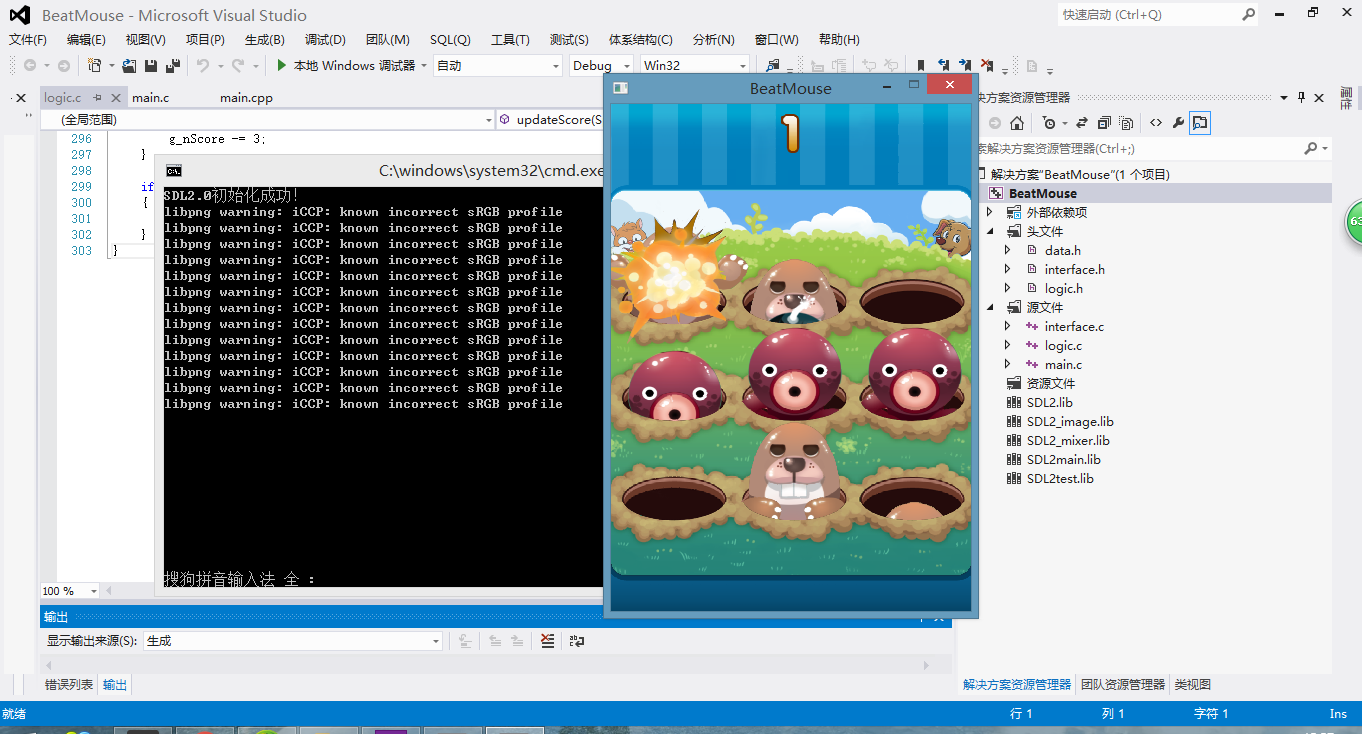 BeatMouse - Microsoft Visual Studio
快速启动 (Ctrl+Q)
文件(F) 编辑(E) 视图(V) 项目(P) 生成(B) 调试(D) 团队(M) SQL(Q) 工具(T) 测试(S) 体系结构(C) 分析(N) 窗口(W) 帮助(H)
本地 Windows 调试器 自动 Debug Win32
logic.c main.c main.cpp
(全局范围) updateScore(S
296 g_nScore -= 3;
297 }
298
299 if
300 {
301
302 }
303 }
C:\windows\system32\cmd.exe
SDL2.0初始化成功!
libpng warning: iCCP: known incorrect sRGB profile
libpng warning: iCCP: known incorrect sRGB profile
libpng warning: iCCP: known incorrect sRGB profile
libpng warning: iCCP: known incorrect sRGB profile
libpng warning: iCCP: known incorrect sRGB profile
libpng warning: iCCP: known incorrect sRGB profile
libpng warning: iCCP: known incorrect sRGB profile
libpng warning: iCCP: known incorrect sRGB profile
libpng warning: iCCP: known incorrect sRGB profile
libpng warning: iCCP: known incorrect sRGB profile
libpng warning: iCCP: known incorrect sRGB profile
libpng warning: iCCP: known incorrect sRGB profile
libpng warning: iCCP: known incorrect sRGB profile
搜狗拼音输入法 全 :
BeatMouse
1
方案资源管理器
解决方案资源管理器(Ctrl+;)
解决方案"BeatMouse"(1 个项目)
BeatMouse
外部依赖项
头文件
data.h
interface.h
logic.h
源文件
interface.c
logic.c
main.c
资源文件
SDL2.lib
SDL2_image.lib
SDL2_mixer.lib
SDL2main.lib
SDL2test.lib
63
100 %
输出
显示输出来源(S): 生成
错误列表 输出
解决方案资源管理器 团队资源管理器 类视图
就绪 行 1 列 1 字符 1 Ins